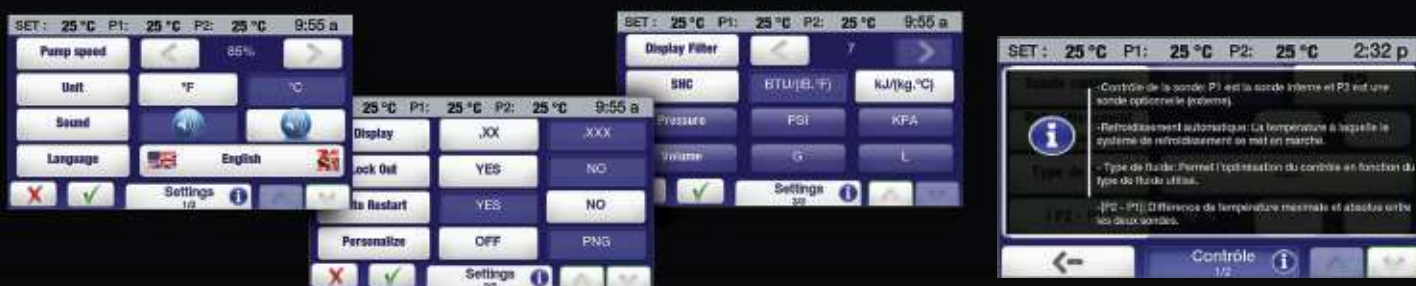 SET : 25 °C P1: 25 °C P2: 25 °C 9:55 a
Pump speed < 85% >
Unit °F °C
Sound
Language English
X ✓ Settings i
1/3
25 °C P1: 25 °C P2: 25 °C 9:55 a
Display .XX .XXX
Lock Out YES NO
Restart YES NO
Personalize OFF PNG
X ✓ Settings i
SET : 25 °C P1: 25 °C P2: 25 °C 9:55 a
Display Filter < 7 >
SHC BTU/(lB.°F) kJ/(kg.°C)
Pressure PSI KPA
Volume G L
✓ Settings i
3/3
SET : 25 °C P1: 25 °C P2: 25 °C 2:32 p
-Contrôle de la sonde: P1 est la sonde interne et P2 est une
sonde optionnelle (externe).
-Refroidissement automatique: La température à laquelle le
système de refroidissement se met en marche.
- Type de fluide: Permet l'optimisation du contrôle en fonction du
type de fluide utilisé.
-|P2 - P1|: Différence de température maximale et absolue entre
les deux sondes.
<- Contrôle i
1/2